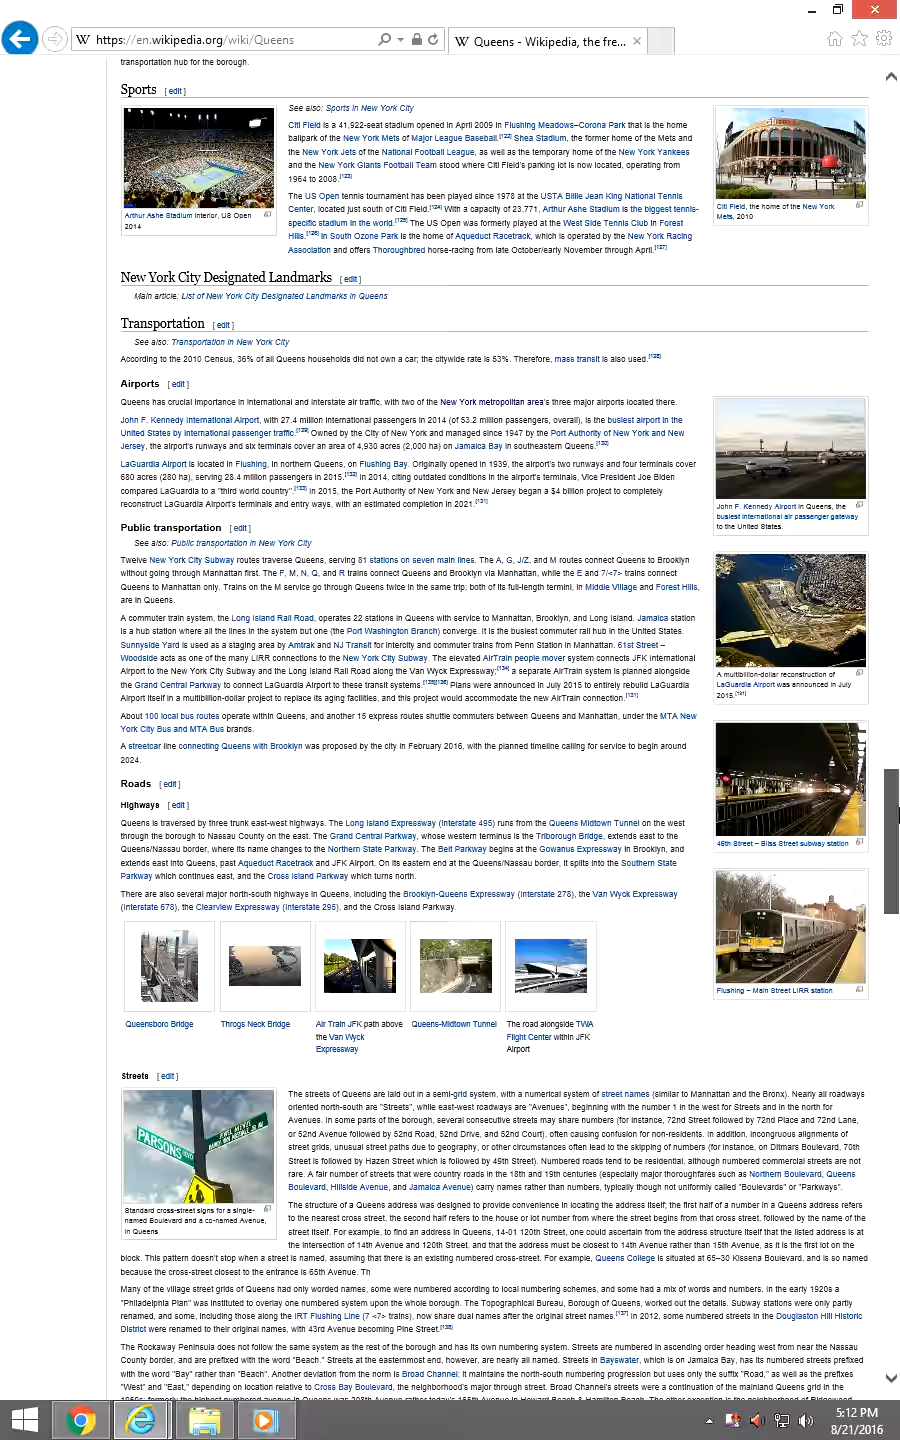 https://en.wikipedia.org/wiki/Queens
Queens - Wikipedia, the fre...
transportation hub for the borough.
Sports [ edit ]
See also: Sports in New York City
Citi Field is a 41,922-seat stadium opened in April 2009 in Flushing Meadows–Corona Park that is the home
ballpark of the New York Mets of Major League Baseball.[122] Shea Stadium, the former home of the Mets and
the New York Jets of the National Football League, as well as the temporary home of the New York Yankees
and the New York Giants Football Team stood where Citi Field's parking lot is now located, operating from
1964 to 2008.[123]
The US Open tennis tournament has been played since 1978 at the USTA Billie Jean King National Tennis
Center, located just south of Citi Field.[124] With a capacity of 23,771, Arthur Ashe Stadium is the biggest tennis-
specific stadium in the world.[125] The US Open was formerly played at the West Side Tennis Club in Forest
Hills.[126] In South Ozone Park is the home of Aqueduct Racetrack, which is operated by the New York Racing
Association and offers Thoroughbred horse-racing from late October/early November through April.[127]
Arthur Ashe Stadium interior, US Open
2014
Citi Field, the home of the New York
Mets, 2010
New York City Designated Landmarks [ edit ]
Main article: List of New York City Designated Landmarks in Queens
Transportation [ edit ]
See also: Transportation in New York City
According to the 2010 Census, 36% of all Queens households did not own a car; the citywide rate is 53%. Therefore, mass transit is also used.[128]
Airports [ edit ]
Queens has crucial importance in international and interstate air traffic, with two of the New York metropolitan area's three major airports located there.
John F. Kennedy International Airport, with 27.4 million international passengers in 2014 (of 53.2 million passengers, overall), is the busiest airport in the
United States by international passenger traffic.[129] Owned by the City of New York and managed since 1947 by the Port Authority of New York and New
Jersey, the airport's runways and six terminals cover an area of 4,930 acres (2,000 ha) on Jamaica Bay in southeastern Queens.[130]
LaGuardia Airport is located in Flushing, in northern Queens, on Flushing Bay. Originally opened in 1939, the airport's two runways and four terminals cover
680 acres (280 ha), serving 28.4 million passengers in 2015.[132] In 2014, citing outdated conditions in the airport's terminals, Vice President Joe Biden
compared LaGuardia to a "third world country".[133] In 2015, the Port Authority of New York and New Jersey began a $4 billion project to completely
reconstruct LaGuardia Airport's terminals and entry ways, with an estimated completion in 2021.[131]
John F. Kennedy Airport in Queens, the
busiest international air passenger gateway
to the United States.
Public transportation [ edit ]
See also: Public transportation in New York City
Twelve New York City Subway routes traverse Queens, serving 81 stations on seven main lines. The A, G, J/Z, and M routes connect Queens to Brooklyn
without going through Manhattan first. The F, M, N, Q, and R trains connect Queens and Brooklyn via Manhattan, while the E and 7/<7> trains connect
Queens to Manhattan only. Trains on the M service go through Queens twice in the same trip; both of its full-length termini, in Middle Village and Forest Hills,
are in Queens.
A commuter train system, the Long Island Rail Road, operates 22 stations in Queens with service to Manhattan, Brooklyn, and Long Island. Jamaica station
is a hub station where all the lines in the system but one (the Port Washington Branch) converge. It is the busiest commuter rail hub in the United States.
Sunnyside Yard is used as a staging area by Amtrak and NJ Transit for intercity and commuter trains from Penn Station in Manhattan. 61st Street –
Woodside acts as one of the many LIRR connections to the New York City Subway. The elevated AirTrain people mover system connects JFK International
Airport to the New York City Subway and the Long Island Rail Road along the Van Wyck Expressway;[134] a separate AirTrain system is planned alongside
the Grand Central Parkway to connect LaGuardia Airport to these transit systems.[135][136] Plans were announced in July 2015 to entirely rebuild LaGuardia
Airport itself in a multibillion-dollar project to replace its aging facilities, and this project would accommodate the new AirTrain connection.[131]
A multibillion-dollar reconstruction of
LaGuardia Airport was announced in July
2015.[131]
About 100 local bus routes operate within Queens, and another 15 express routes shuttle commuters between Queens and Manhattan, under the MTA New
York City Bus and MTA Bus brands.
A streetcar line connecting Queens with Brooklyn was proposed by the city in February 2016, with the planned timeline calling for service to begin around
2024.
Roads [ edit ]
Highways [ edit ]
Queens is traversed by three trunk east-west highways. The Long Island Expressway (Interstate 495) runs from the Queens Midtown Tunnel on the west
through the borough to Nassau County on the east. The Grand Central Parkway, whose western terminus is the Triborough Bridge, extends east to the
Queens/Nassau border, where its name changes to the Northern State Parkway. The Belt Parkway begins at the Gowanus Expressway in Brooklyn, and
extends east into Queens, past Aqueduct Racetrack and JFK Airport. On its eastern end at the Queens/Nassau border, it splits into the Southern State
Parkway which continues east, and the Cross Island Parkway which turns north.
46th Street – Bliss Street subway station
There are also several major north-south highways in Queens, including the Brooklyn-Queens Expressway (Interstate 278), the Van Wyck Expressway
(Interstate 678), the Clearview Expressway (Interstate 295), and the Cross Island Parkway.
Flushing – Main Street LIRR station
Queensboro Bridge
Throgs Neck Bridge
Air Train JFK path above
the Van Wyck
Expressway
Queens-Midtown Tunnel
The road alongside TWA
Flight Center within JFK
Airport
Streets [ edit ]
PARSONS BLVD
Standard cross-street signs for a single-
named Boulevard and a co-named Avenue,
in Queens
The streets of Queens are laid out in a semi-grid system, with a numerical system of street names (similar to Manhattan and the Bronx). Nearly all roadways
oriented north-south are "Streets", while east-west roadways are "Avenues", beginning with the number 1 in the west for Streets and in the north for
Avenues. In some parts of the borough, several consecutive streets may share numbers (for instance, 72nd Street followed by 72nd Place and 72nd Lane,
or 52nd Avenue followed by 52nd Road, 52nd Drive, and 52nd Court), often causing confusion for non-residents. In addition, incongruous alignments of
street grids, unusual street paths due to geography, or other circumstances often lead to the skipping of numbers (for instance, on Ditmars Boulevard, 70th
Street is followed by Hazen Street which is followed by 49th Street). Numbered roads tend to be residential, although numbered commercial streets are not
rare. A fair number of streets that were country roads in the 18th and 19th centuries (especially major thoroughfares such as Northern Boulevard, Queens
Boulevard, Hillside Avenue, and Jamaica Avenue) carry names rather than numbers, typically though not uniformly called "Boulevards" or "Parkways".
The structure of a Queens address was designed to provide convenience in locating the address itself; the first half of a number in a Queens address refers
to the nearest cross street, the second half refers to the house or lot number from where the street begins from that cross street, followed by the name of the
street itself. For example, to find an address in Queens, 14-01 120th Street, one could ascertain from the address structure itself that the listed address is at
the intersection of 14th Avenue and 120th Street, and that the address must be closest to 14th Avenue rather than 15th Avenue, as it is the first lot on the
block. This pattern doesn't stop when a street is named, assuming that there is an existing numbered cross-street. For example, Queens College is situated at 65–30 Kissena Boulevard, and is so named
because the cross-street closest to the entrance is 65th Avenue. Th
Many of the village street grids of Queens had only worded names, some were numbered according to local numbering schemes, and some had a mix of words and numbers. In the early 1920s a
"Philadelphia Plan" was instituted to overlay one numbered system upon the whole borough. The Topographical Bureau, Borough of Queens, worked out the details. Subway stations were only partly
renamed, and some, including those along the IRT Flushing Line (7 <7> trains), now share dual names after the original street names.[137] In 2012, some numbered streets in the Douglaston Hill Historic
District were renamed to their original names, with 43rd Avenue becoming Pine Street.[138]
The Rockaway Peninsula does not follow the same system as the rest of the borough and has its own numbering system. Streets are numbered in ascending order heading west from near the Nassau
County border, and are prefixed with the word "Beach." Streets at the easternmost end, however, are nearly all named. Streets in Bayswater, which is on Jamaica Bay, has its numbered streets prefixed
with the word "Bay" rather than "Beach". Another deviation from the norm is Broad Channel; it maintains the north-south numbering progression but uses only the suffix "Road," as well as the prefixes
"West" and "East," depending on location relative to Cross Bay Boulevard, the neighborhood's major through street. Broad Channel's streets were a continuation of the mainland Queens grid in the
5:12 PM
8/21/2016